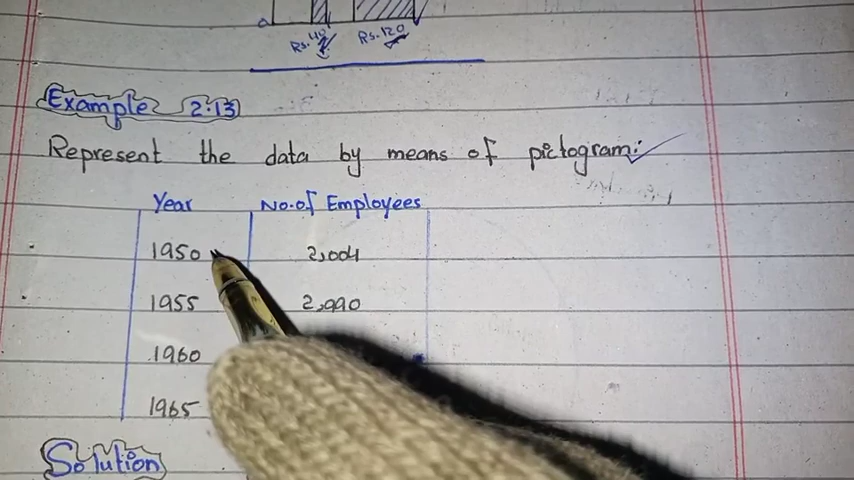 Rs.40 Rs.120
Example 2.13
Represent the data by means of pictogram:
Year No.of Employees
1950 2,004
1955 2,990
1960
1965
Solution